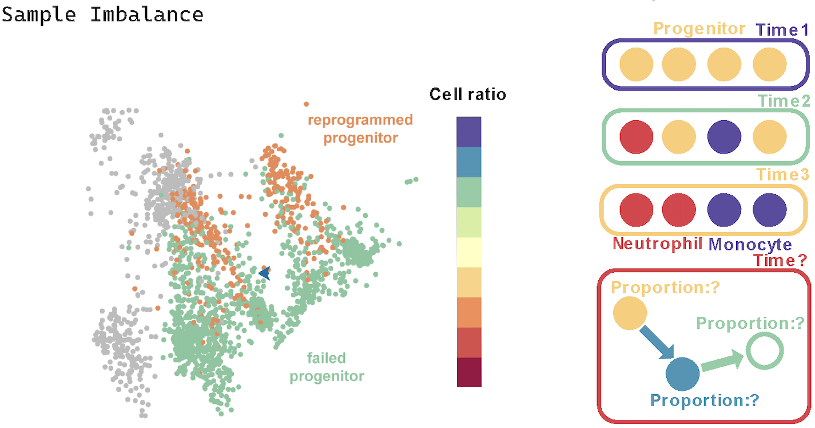 Sample Imbalance
reprogrammed
progenitor
failed
progenitor
Cell ratio
Progenitor Time1
Time2
Time3
Neutrophil Monocyte
Time?
Proportion:?
Proportion:?
Proportion:?